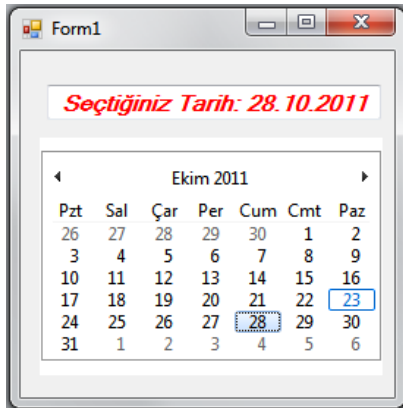 Form1
Seçtiğiniz Tarih: 28.10.2011
Ekim 2011
Pzt Sal Çar Per Cum Cmt Paz
26 27 28 29 30 1 2
3 4 5 6 7 8 9
10 11 12 13 14 15 16
17 18 19 20 21 22 23
24 25 26 27 28 29 30
31 1 2 3 4 5 6